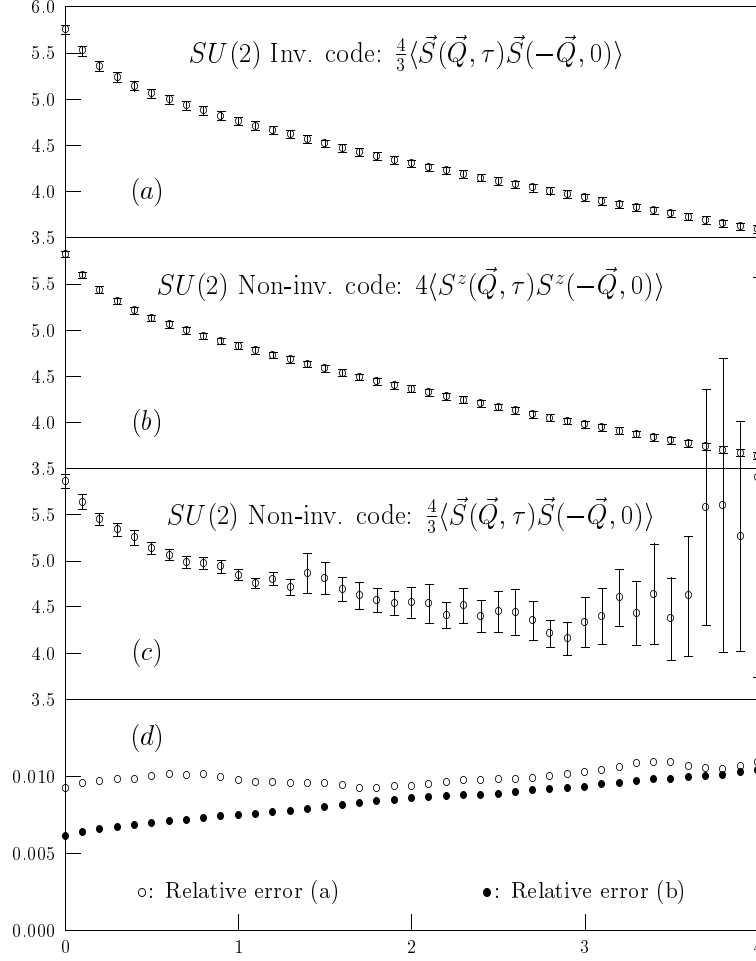 6.0
SU(2) Inv. code: 4/3⟨S⃗(Q⃗, τ)S⃗(−Q⃗, 0)⟩
5.5
5.0
4.5
4.0
(a)
3.5
SU(2) Non-inv. code: 4⟨Sᶻ(Q⃗, τ)Sᶻ(−Q⃗, 0)⟩
5.5
5.0
4.5
4.0
(b)
3.5
SU(2) Non-inv. code: 4/3⟨S⃗(Q⃗, τ)S⃗(−Q⃗, 0)⟩
5.5
5.0
4.5
4.0
(c)
3.5
(d)
0.010
0.005
○: Relative error (a) ●: Relative error (b)
0.000
0 1 2 3 4